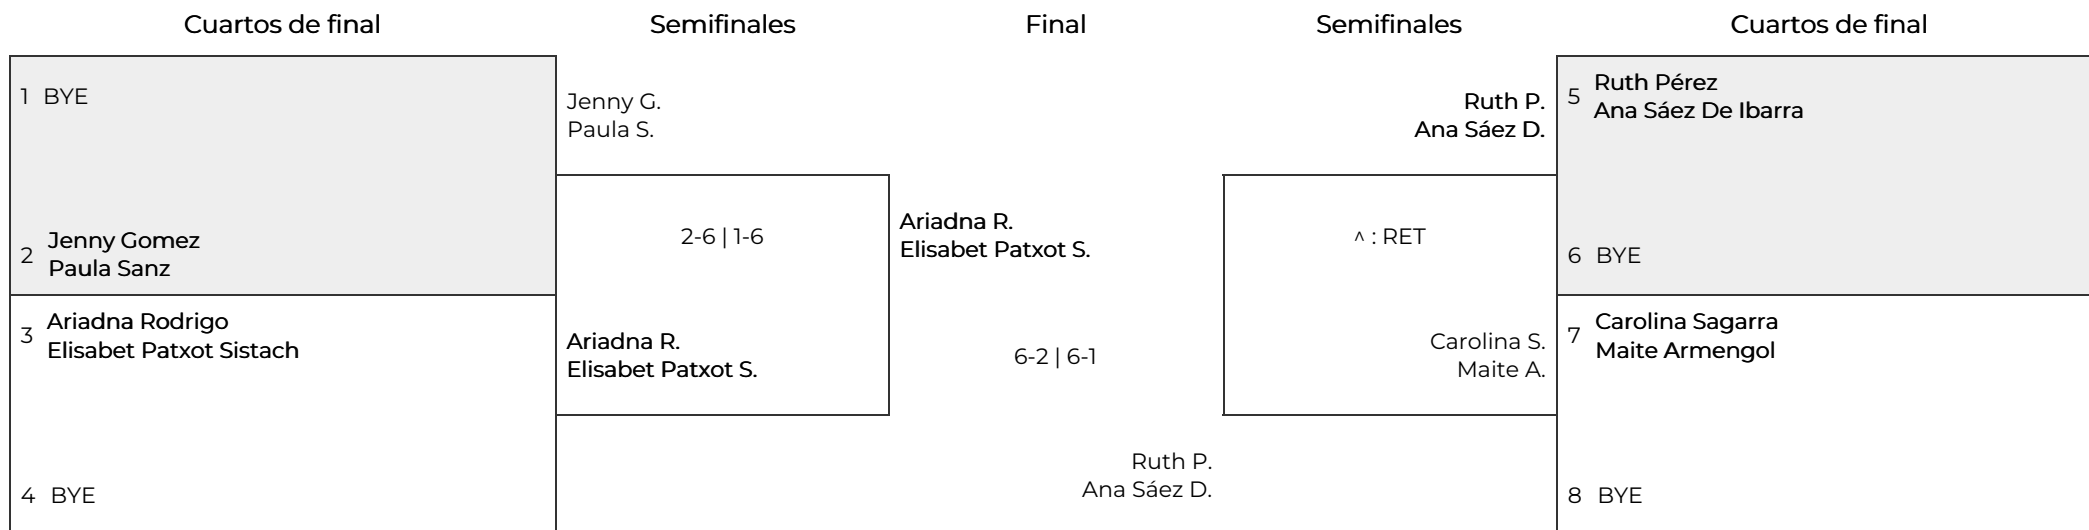 Cuartos de final
Semifinales
Final
Semifinales
Cuartos de final
1 BYE
2 Jenny Gomez
Paula Sanz
3 Ariadna Rodrigo
Elisabet Patxot Sistach
4 BYE
Jenny G.
Paula S.
2-6 | 1-6
Ariadna R.
Elisabet Patxot S.
Ariadna R.
Elisabet Patxot S.
6-2 | 6-1
Ruth P.
Ana Sáez D.
Ruth P.
Ana Sáez D.
^ : RET
Carolina S.
Maite A.
5 Ruth Pérez
Ana Sáez De Ibarra
6 BYE
7 Carolina Sagarra
Maite Armengol
8 BYE